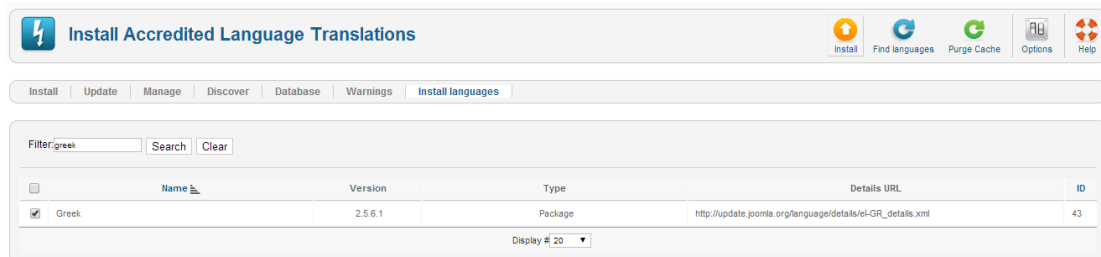 Install Accredited Language Translations
Install Find languages Purge Cache Options Help
Install Update Manage Discover Database Warnings Install languages
Filter: greek Search Clear
Name Version Type Details URL ID
Greek 2.5.6.1 Package http://update.joomla.org/language/details/el-GR_details.xml 43
Display # 20